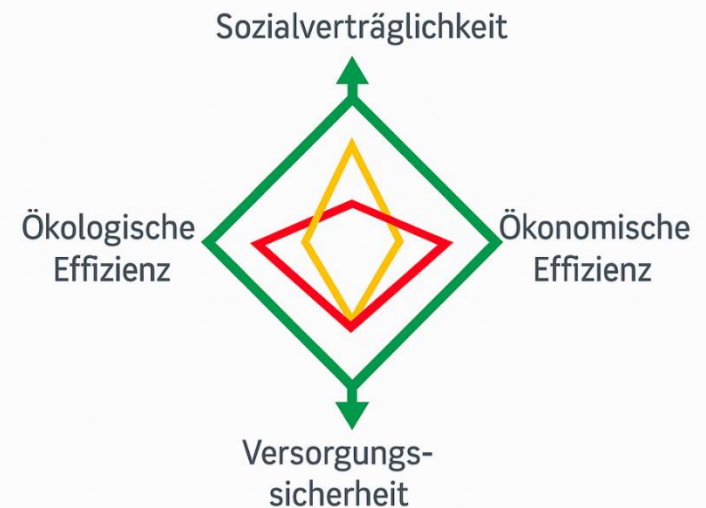 Sozialverträglichkeit
Ökologische
Effizienz
Ökonomische
Effizienz
Versorgungs-
sicherheit